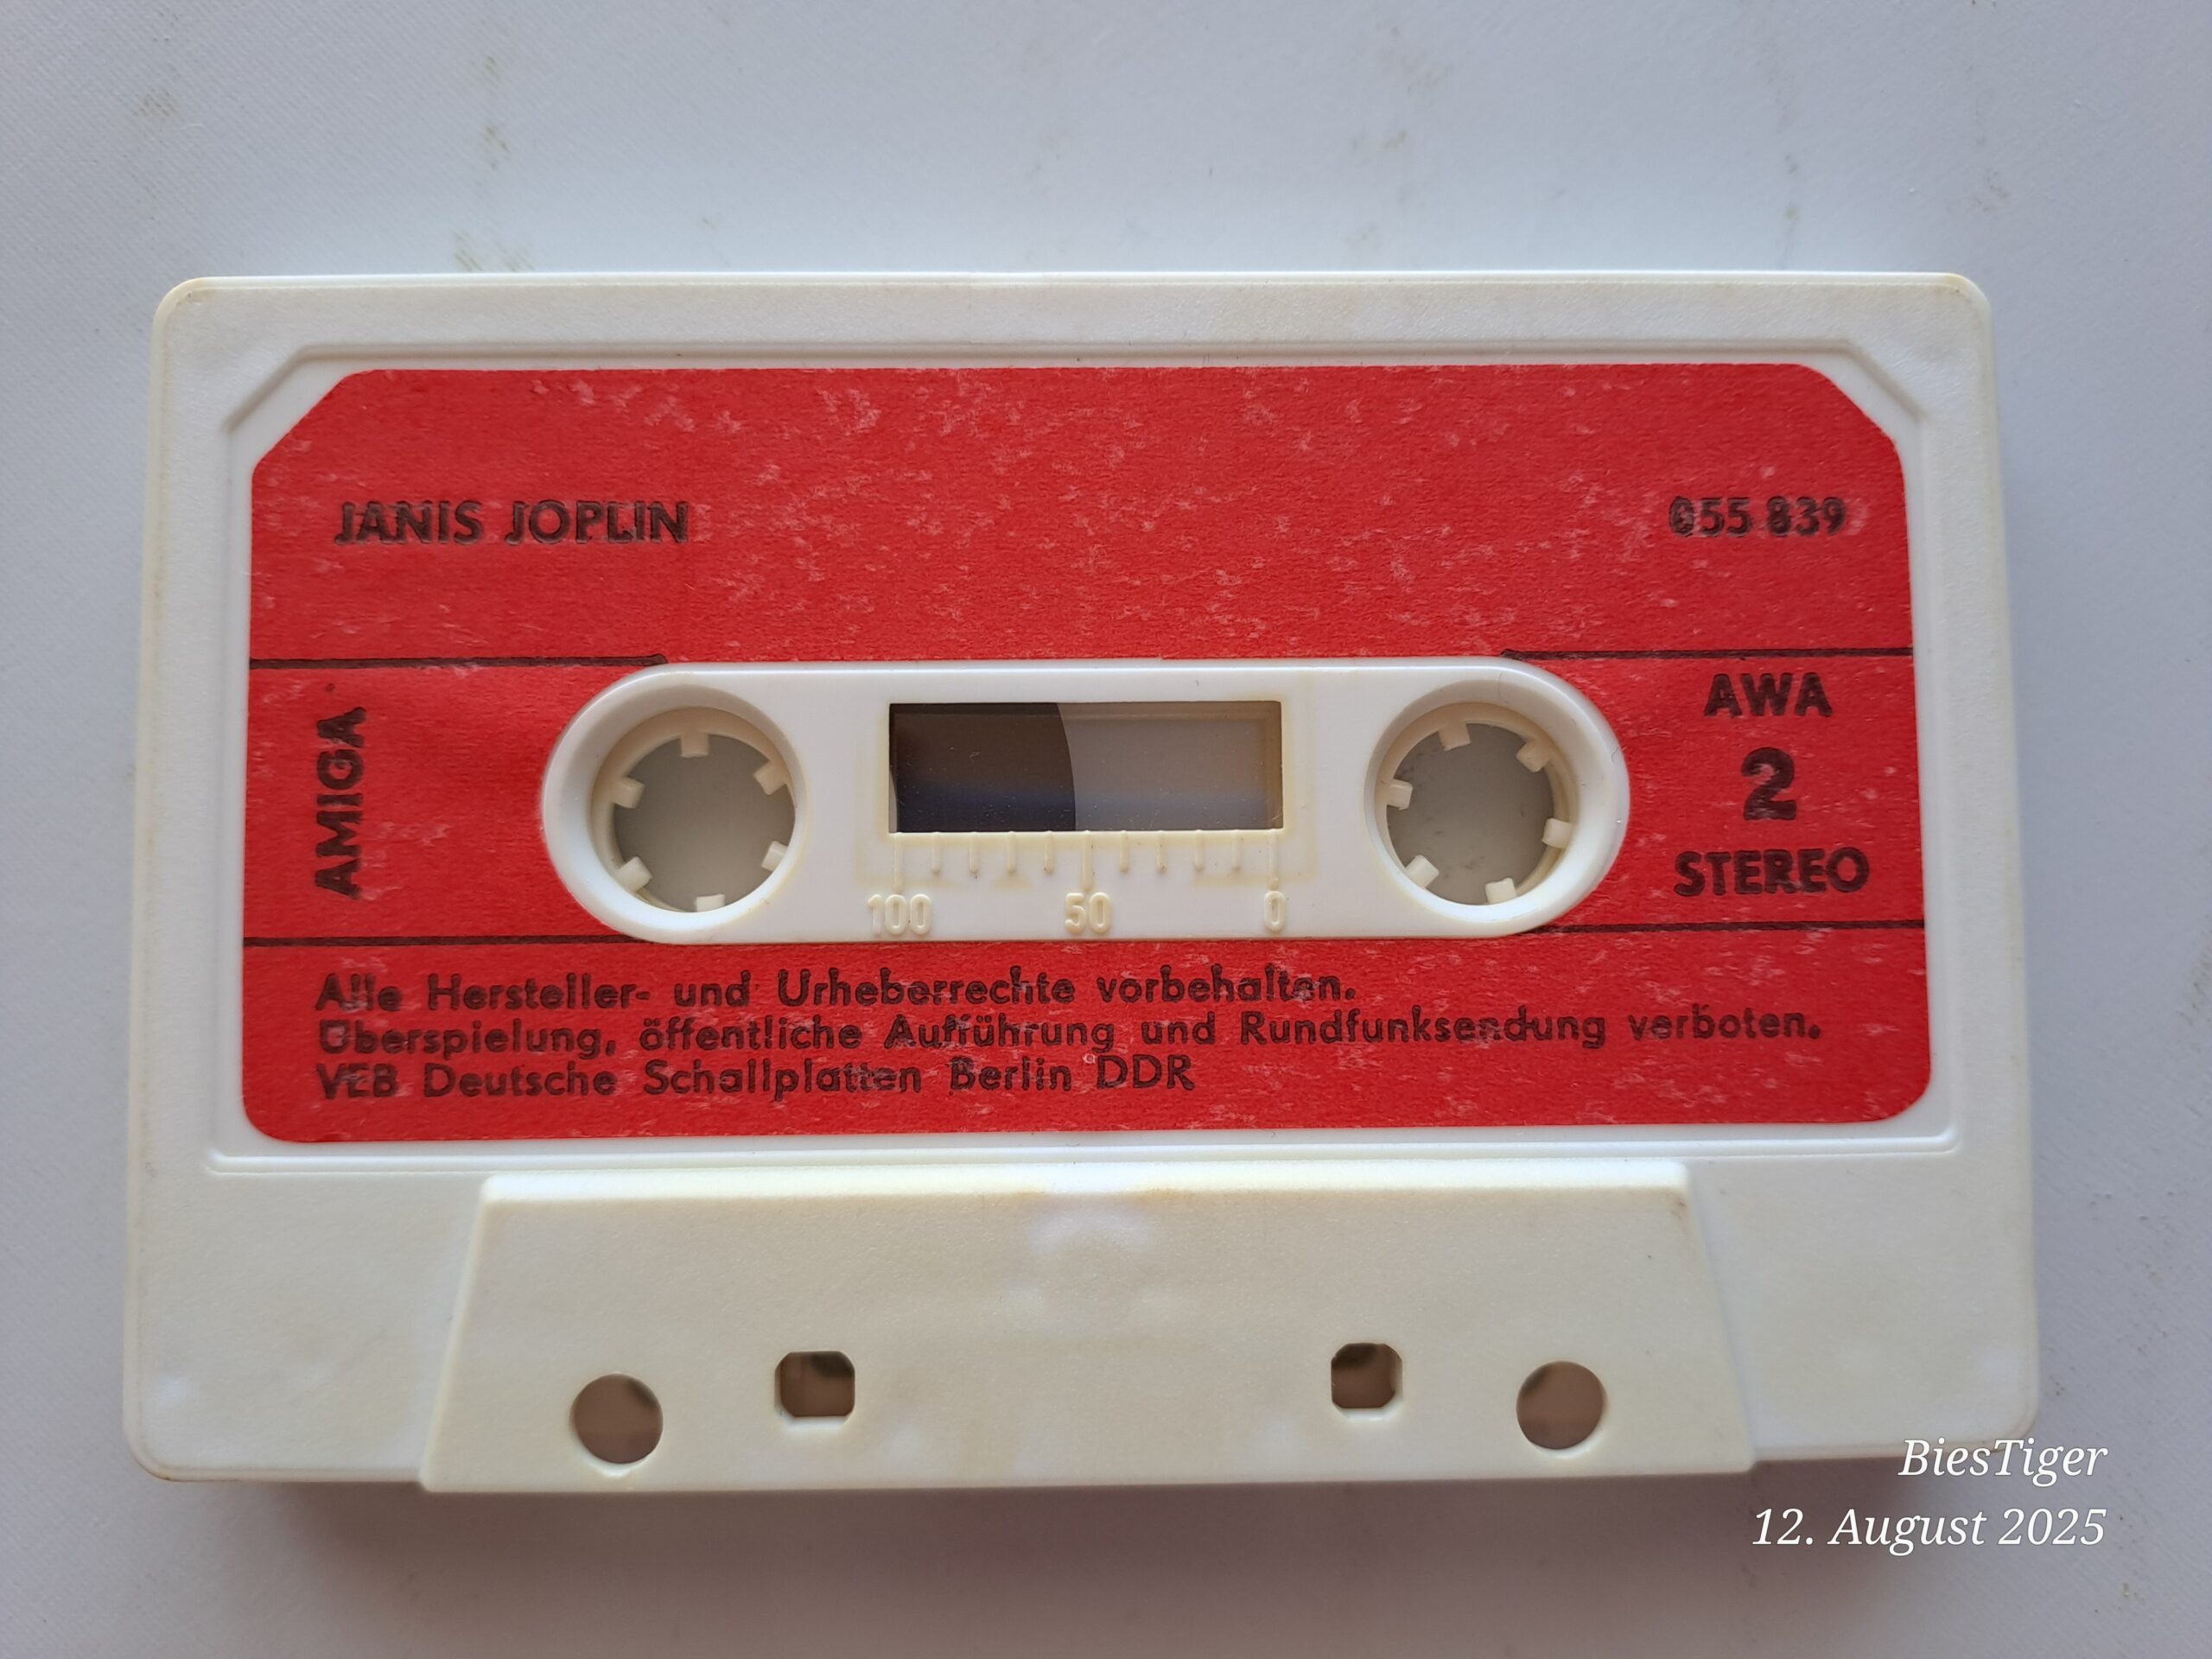 JANIS JOPLIN
055 839
AMIGA
AWA
2
STEREO
100 50 0
Alle Hersteller- und Urheberrechte vorbehalten.
Überspielung, öffentliche Aufführung und Rundfunksendung verboten.
VEB Deutsche Schallplatten Berlin DDR
BiesTiger
12. August 2025